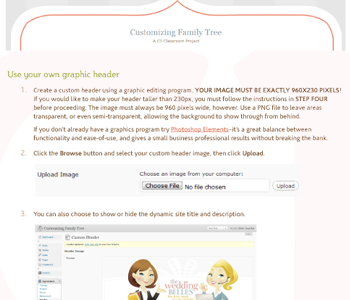 Customizing Family Tree
A C3 Classroom Project
Use your own graphic header
1. Create a custom header using a graphic editing program. YOUR IMAGE MUST BE EXACTLY 960X230 PIXELS!
If you would like to make your header taller than 230px, you must follow the instructions in STEP FOUR
before proceeding. The image must always be 960 pixels wide, however. Use a PNG file to leave areas
transparent, or even semi-transparent, allowing the background to show through from behind.
If you don't already have a graphics program try Photoshop Elements–it's a great balance between
functionality and ease-of-use, and gives a small business professional results without breaking the bank.
2. Click the Browse button and select your custom header image, then click Upload.
Upload Image
Choose an image from your computer:
Choose File No file chosen Upload
3. You can also choose to show or hide the dynamic site title and description.
Customizing Family Tree
Custom Header
the
wedding
BELLES